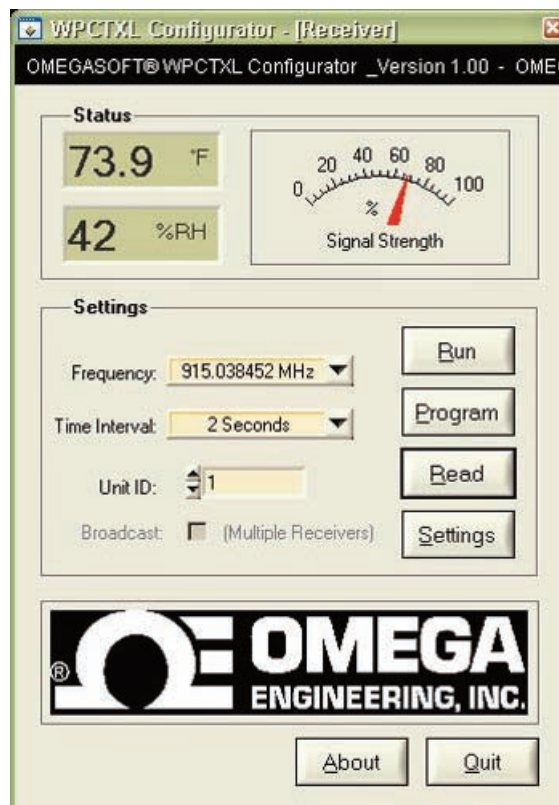 WPCTXL Configurator - [Receiver]
OMEGASOFT® WPCTXL Configurator _Version 1.00 - OME
Status
73.9 °F
42 %RH
0 20 40 60 80 100
%
Signal Strength
Settings
Frequency: 915.038452 MHz
Time Interval: 2 Seconds
Unit ID: 1
Broadcast: (Multiple Receivers)
Run
Program
Read
Settings
® OMEGA
ENGINEERING, INC.
About
Quit